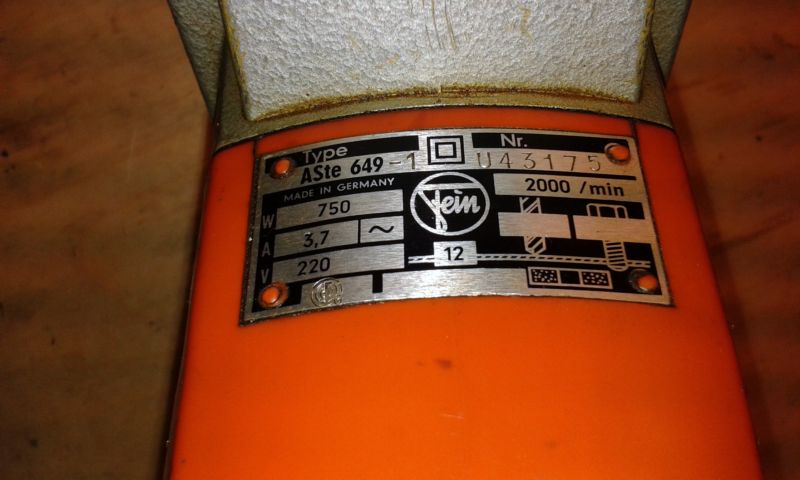 Type
ASte 649-1
Nr.
U43175
MADE IN GERMANY
Fein
2000 /min
W 750
A 3,7 ~
V 220
12